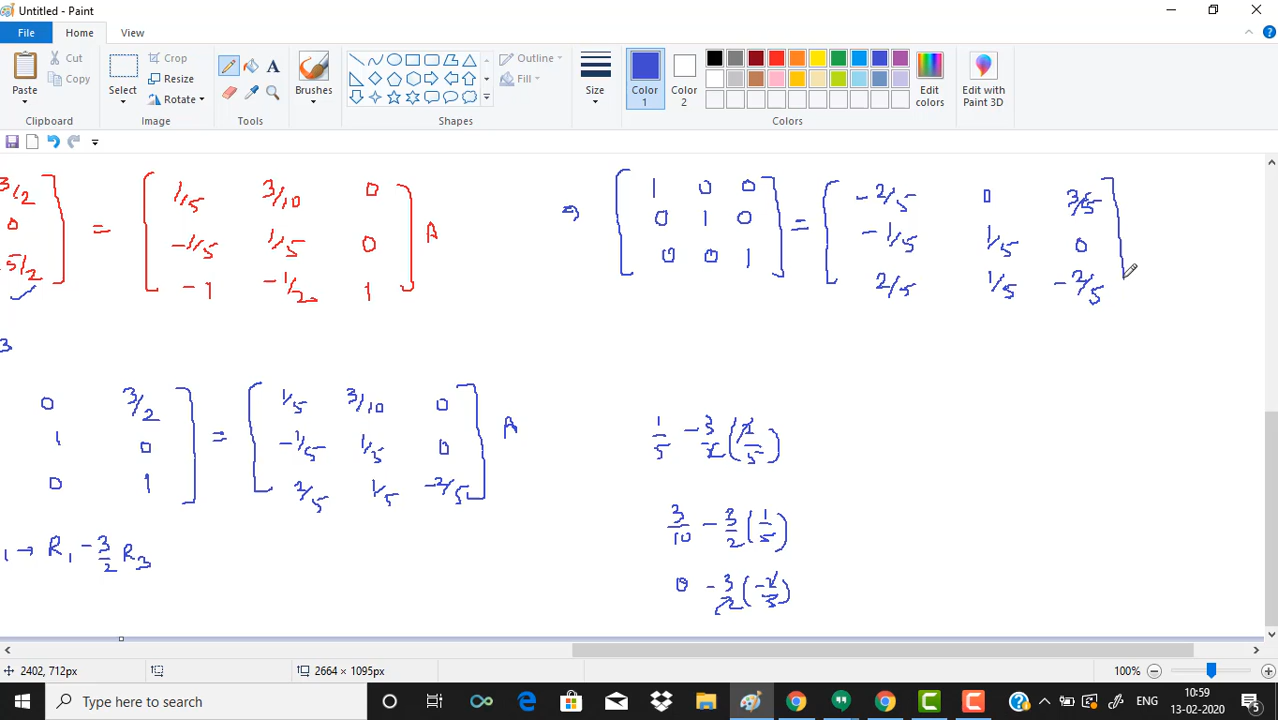 Untitled - Paint
File Home View
Paste
Cut
Copy
Clipboard
Select
Crop
Resize
Rotate
Image
A
Tools
Brushes
Outline
Fill
Shapes
Size
Color 1
Color 2
Edit colors
Edit with Paint 3D
Colors
3/2
0
5/2
=
1/5 3/10 0
-1/5 1/5 0
-1 -1/2 1
A
⇒
1 0 0
0 1 0
0 0 1
=
-2/5 0 3/5
-1/5 1/5 0
2/5 1/5 -2/5
3
0 3/2
1 0
0 1
=
1/5 3/10 0
-1/5 1/5 0
2/5 1/5 -2/5
A
1 → R1 - 3/2 R3
1/5 - 3/2 (2/5)
3/10 - 3/2 (1/5)
0 - 3/2 (-2/5)
2402, 712px
2664 × 1095px
100%
Type here to search
ENG
10:59
13-02-2020
5